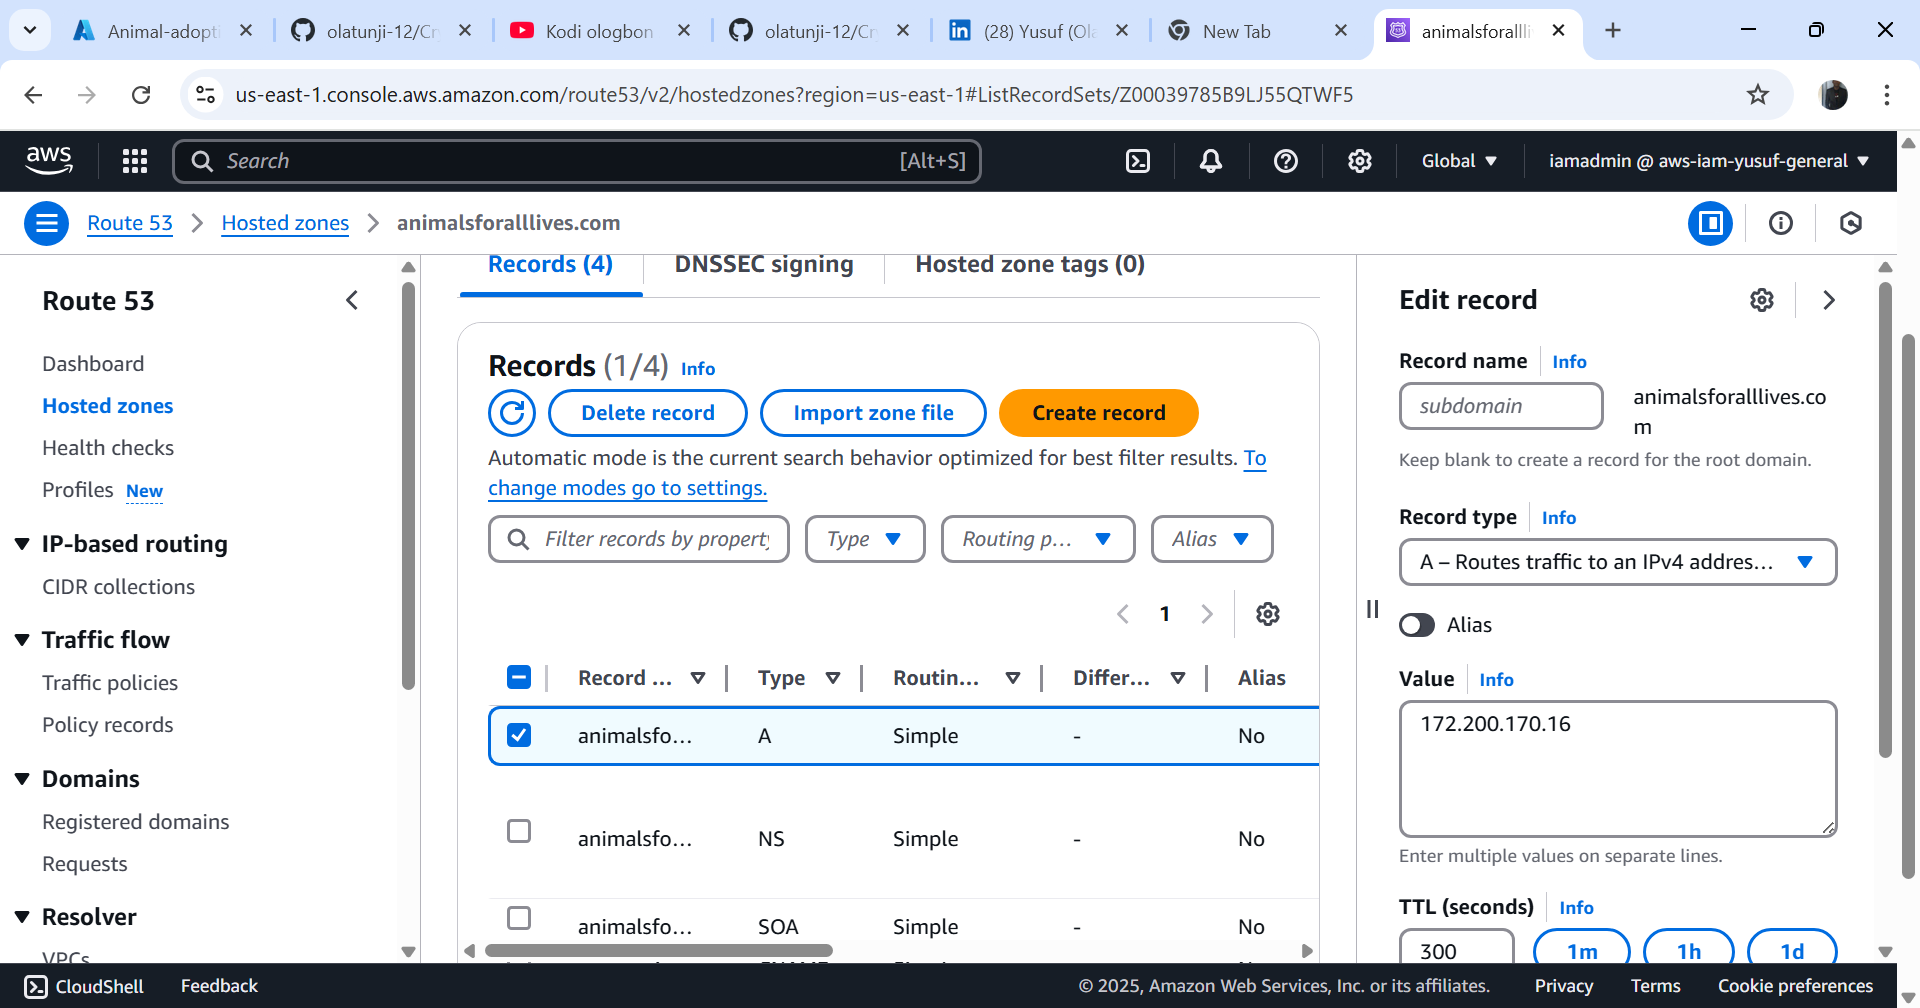 Animal-adopti
olatunji-12/Cr
Kodi ologbon
olatunji-12/Cr
(28) Yusuf (Ola
New Tab
animalsforallli
us-east-1.console.aws.amazon.com/route53/v2/hostedzones?region=us-east-1#ListRecordSets/Z00039785B9LJ55QTWF5
aws
Search
[Alt+S]
Global
iamadmin @ aws-iam-yusuf-general
Route 53
Hosted zones
animalsforalllives.com
Route 53
Dashboard
Hosted zones
Health checks
Profiles New
IP-based routing
CIDR collections
Traffic flow
Traffic policies
Policy records
Domains
Registered domains
Requests
Resolver
VPCs
Records (4)
DNSSEC signing
Hosted zone tags (0)
Records (1/4) Info
Delete record
Import zone file
Create record
Automatic mode is the current search behavior optimized for best filter results. To
change modes go to settings.
Filter records by property
Type
Routing p...
Alias
1
Record ... Type Routin... Differ... Alias
animalsfo... A Simple - No
animalsfo... NS Simple - No
animalsfo... SOA Simple - No
Edit record
Record name Info
subdomain
animalsforalllives.co
m
Keep blank to create a record for the root domain.
Record type Info
A – Routes traffic to an IPv4 addres...
Alias
Value Info
172.200.170.16
Enter multiple values on separate lines.
TTL (seconds) Info
300
1m
1h
1d
CloudShell
Feedback
© 2025, Amazon Web Services, Inc. or its affiliates.
Privacy
Terms
Cookie preferences